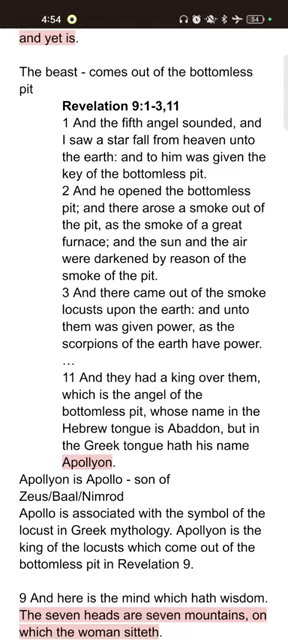 4:54
54
and yet is.
The beast - comes out of the bottomless
pit
Revelation 9:1-3,11
1 And the fifth angel sounded, and
I saw a star fall from heaven unto
the earth: and to him was given the
key of the bottomless pit.
2 And he opened the bottomless
pit; and there arose a smoke out of
the pit, as the smoke of a great
furnace; and the sun and the air
were darkened by reason of the
smoke of the pit.
3 And there came out of the smoke
locusts upon the earth: and unto
them was given power, as the
scorpions of the earth have power.
…
11 And they had a king over them,
which is the angel of the
bottomless pit, whose name in the
Hebrew tongue is Abaddon, but in
the Greek tongue hath his name
Apollyon.
Apollyon is Apollo - son of
Zeus/Baal/Nimrod
Apollo is associated with the symbol of the
locust in Greek mythology. Apollyon is the
king of the locusts which come out of the
bottomless pit in Revelation 9.
9 And here is the mind which hath wisdom.
The seven heads are seven mountains, on
which the woman sitteth.